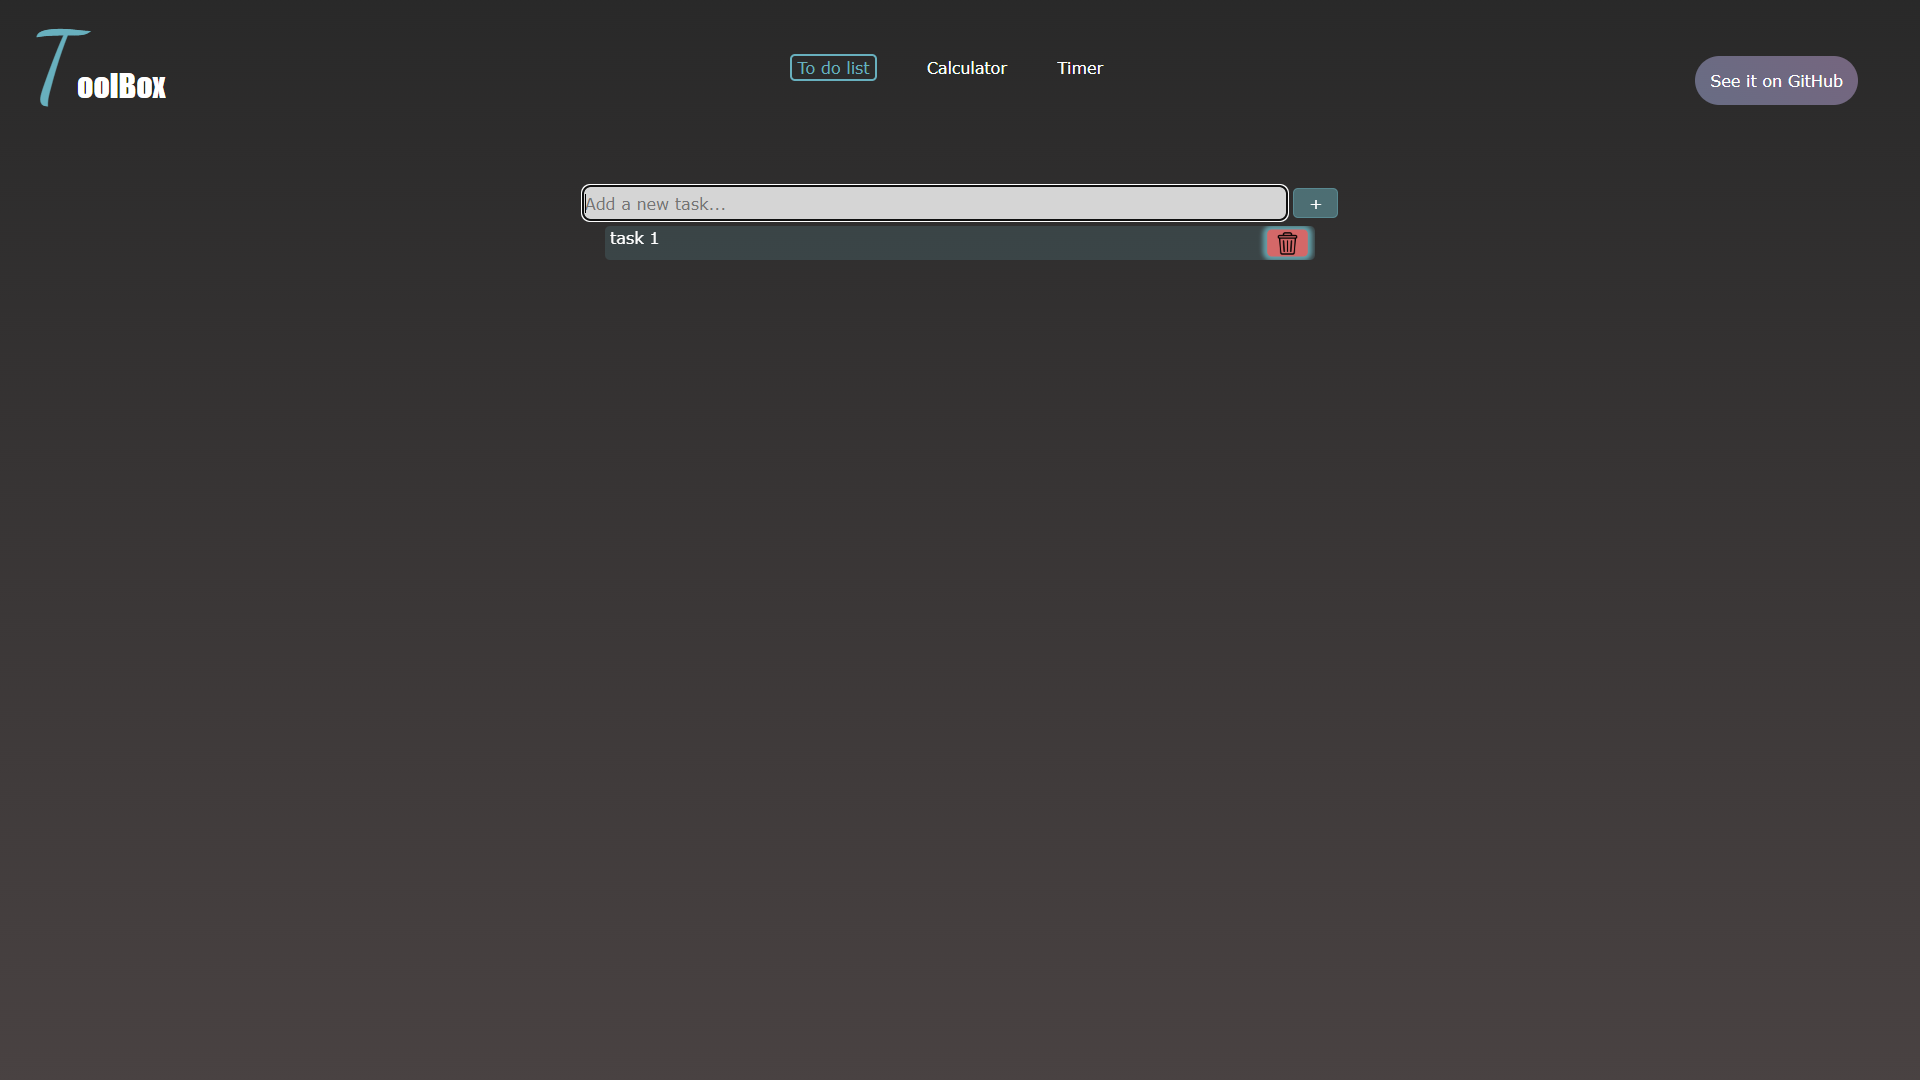 ToolBox
To do list
Calculator
Timer
See it on GitHub
Add a new task...
+
task 1